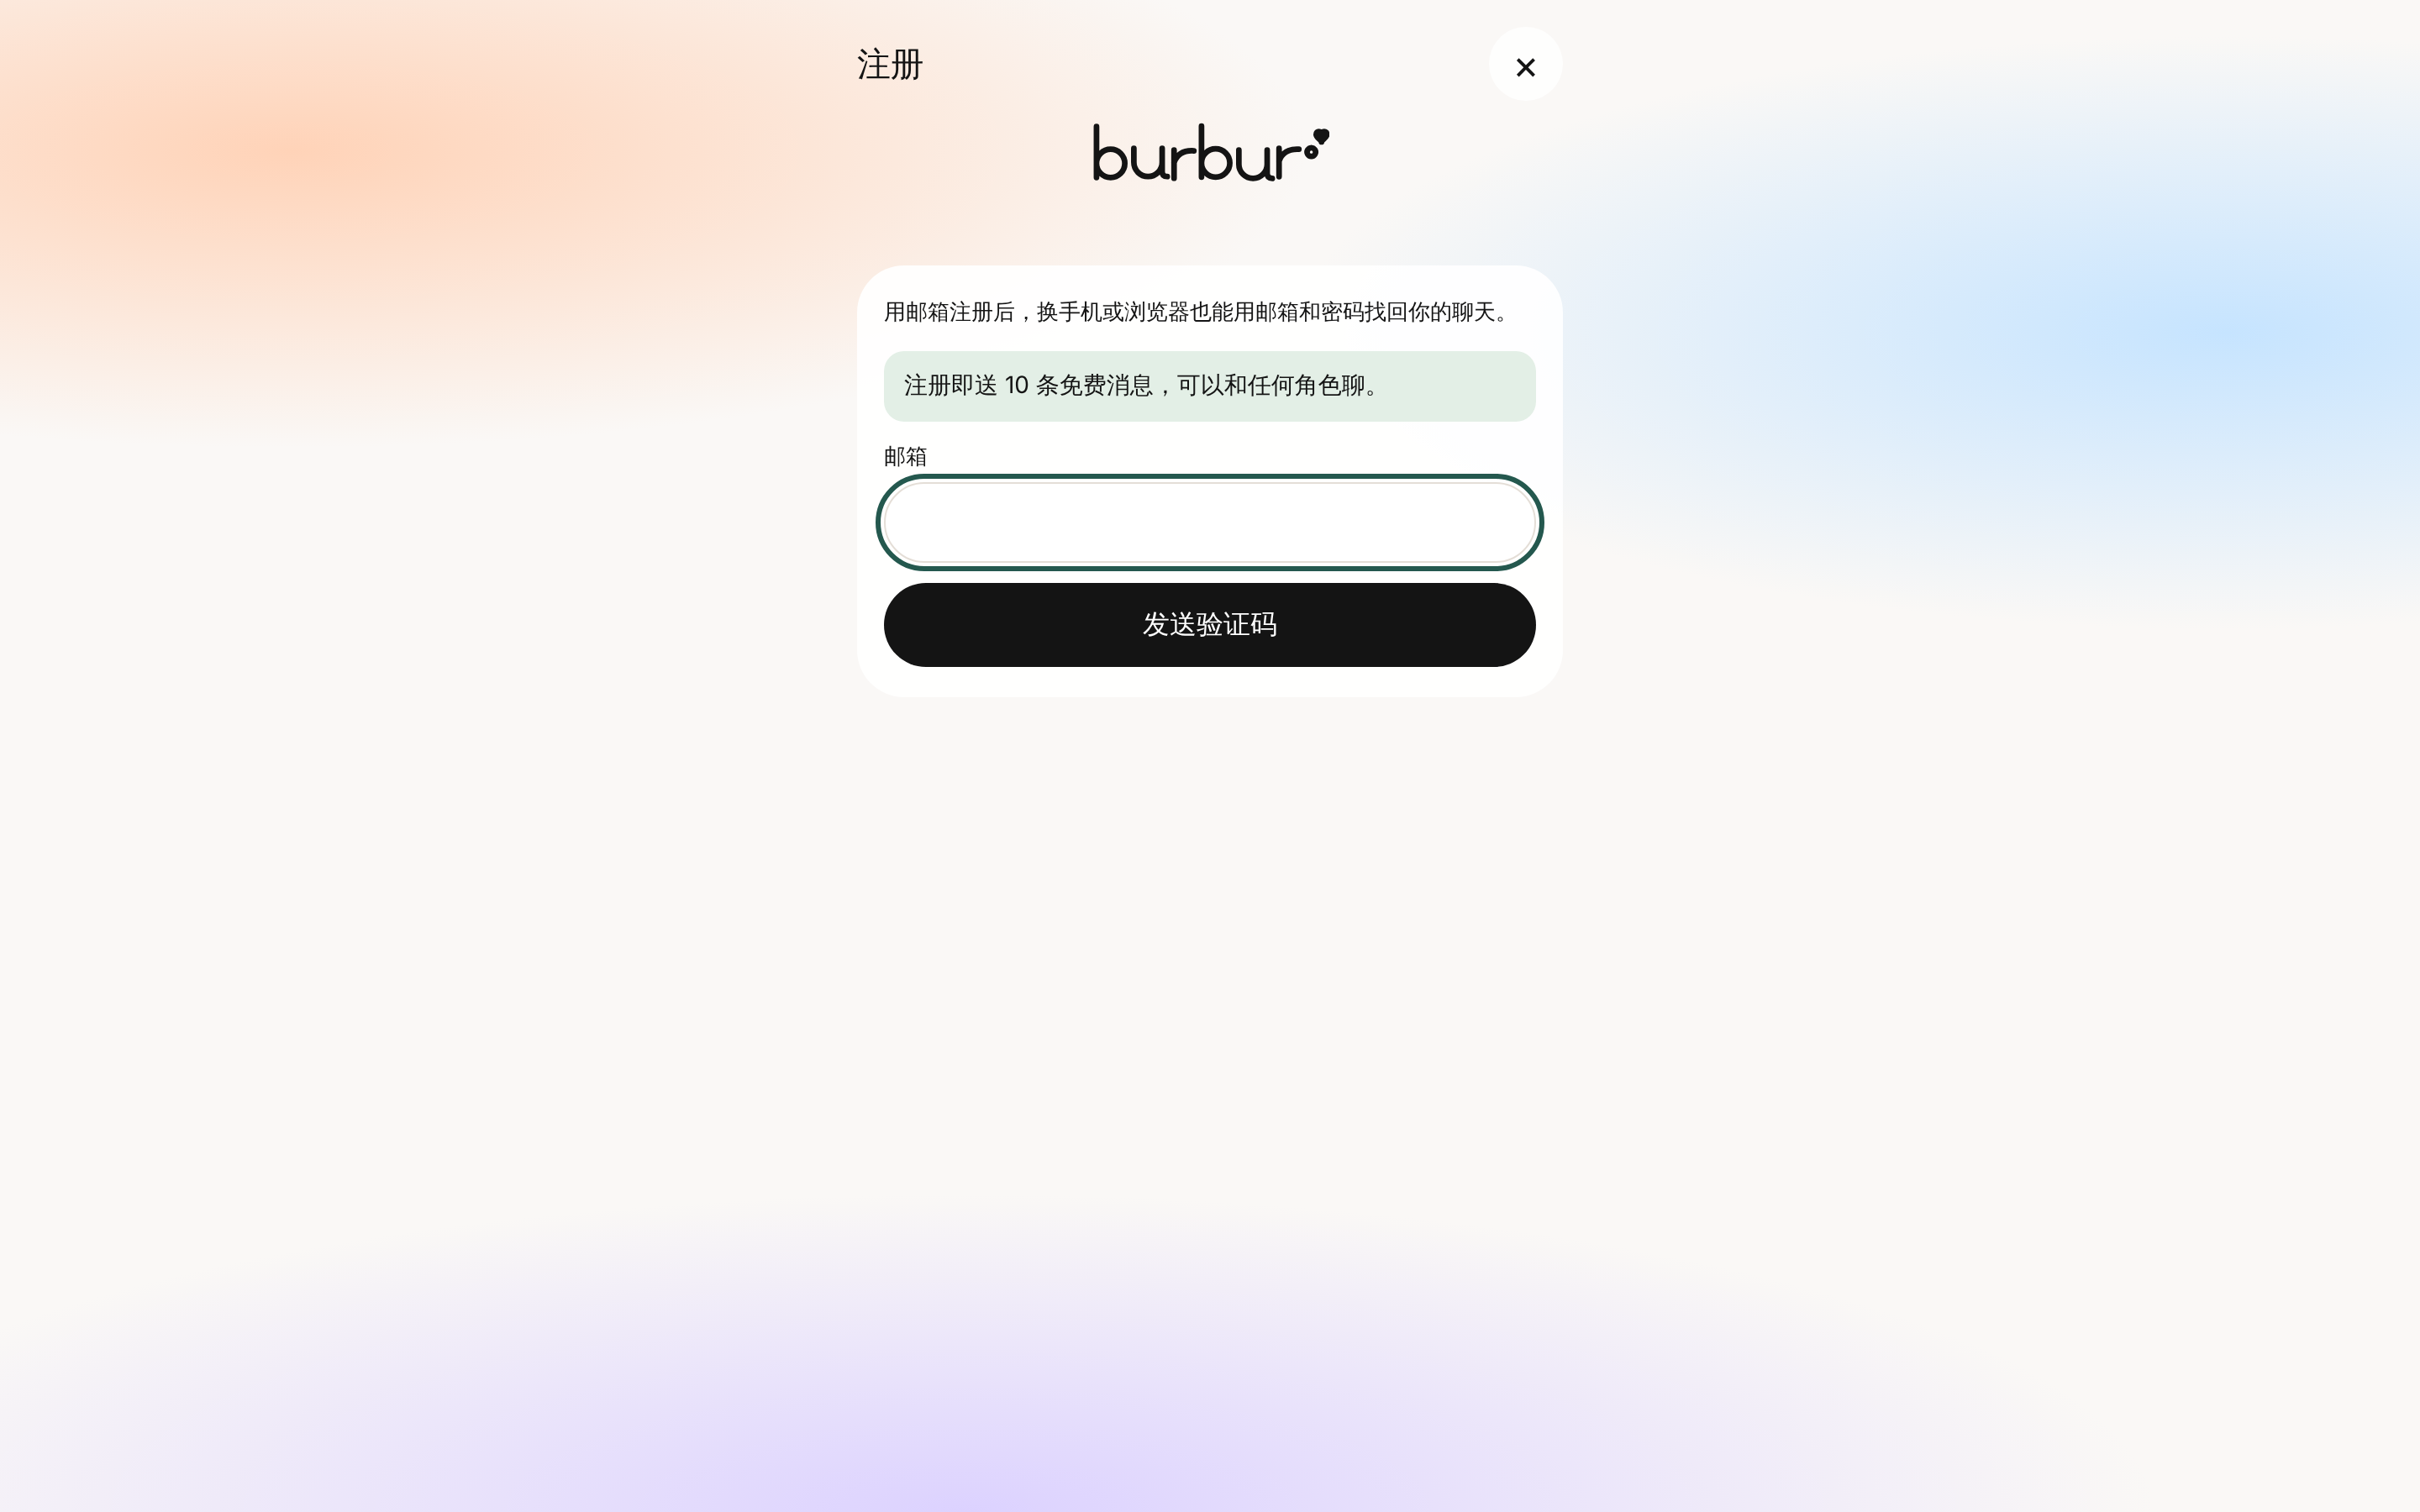 注册
burbur
用邮箱注册后，换手机或浏览器也能用邮箱和密码找回你的聊天。
注册即送 10 条免费消息，可以和任何角色聊。
邮箱
发送验证码